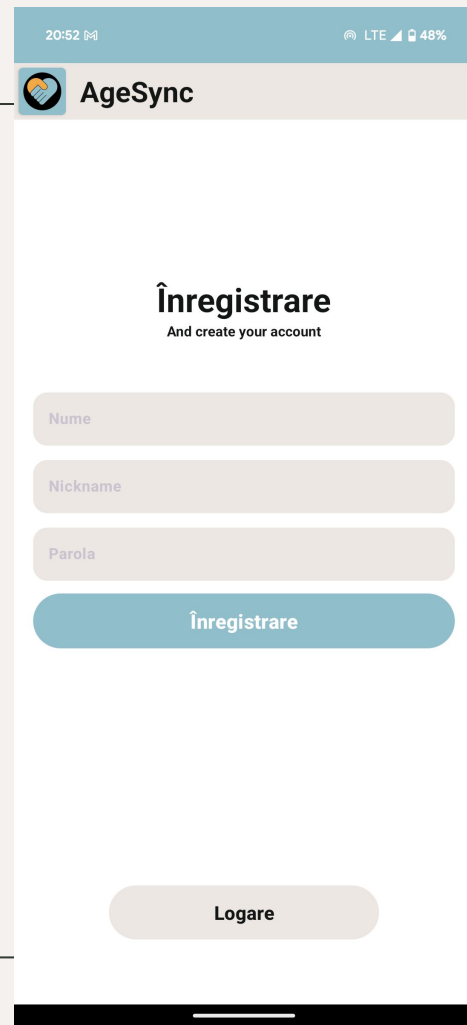 20:52 LTE 48%
AgeSync
Înregistrare
And create your account
Nume
Nickname
Parola
Înregistrare
Logare